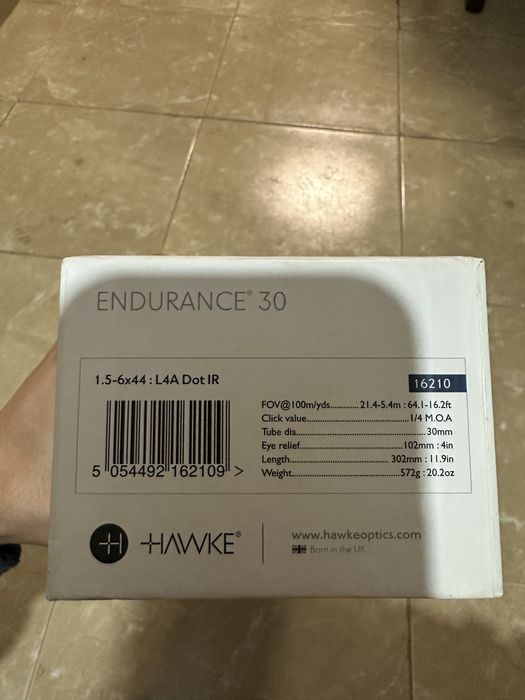 ENDURANCE® 30
1.5-6x44 : L4A Dot IR
16210
FOV@100m/yds..............21.4-5.4m : 64.1-16.2ft
Click value.............................................1/4 M.O.A
Tube dia......................................................30mm
Eye relief............................................102mm : 4in
Length............................................302mm : 11.9in
Weight..............................................572g : 20.2oz
5 054492 162109 >
H HAWKE®
www.hawkeoptics.com
Born in the UK